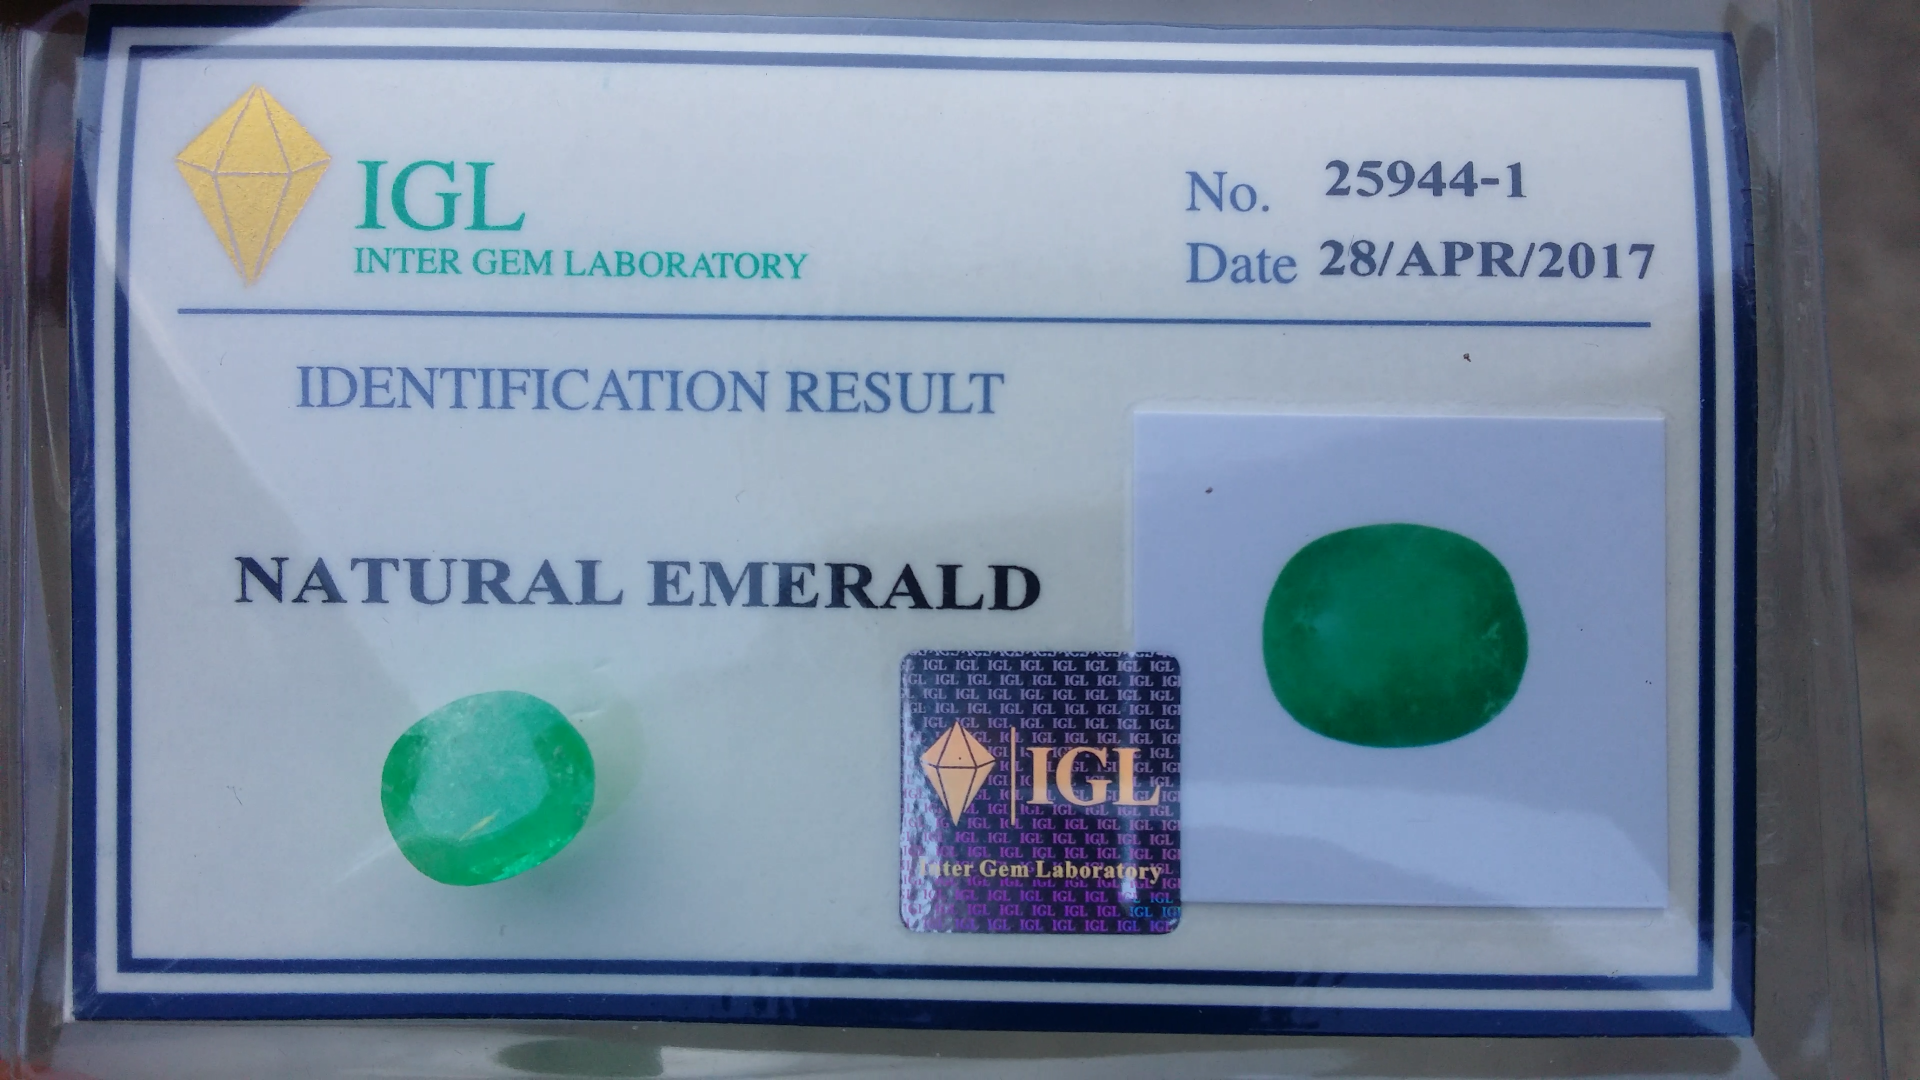 IGL
INTER GEM LABORATORY
No. 25944-1
Date 28/APR/2017
IDENTIFICATION RESULT
NATURAL EMERALD
IGL
Inter Gem Laboratory